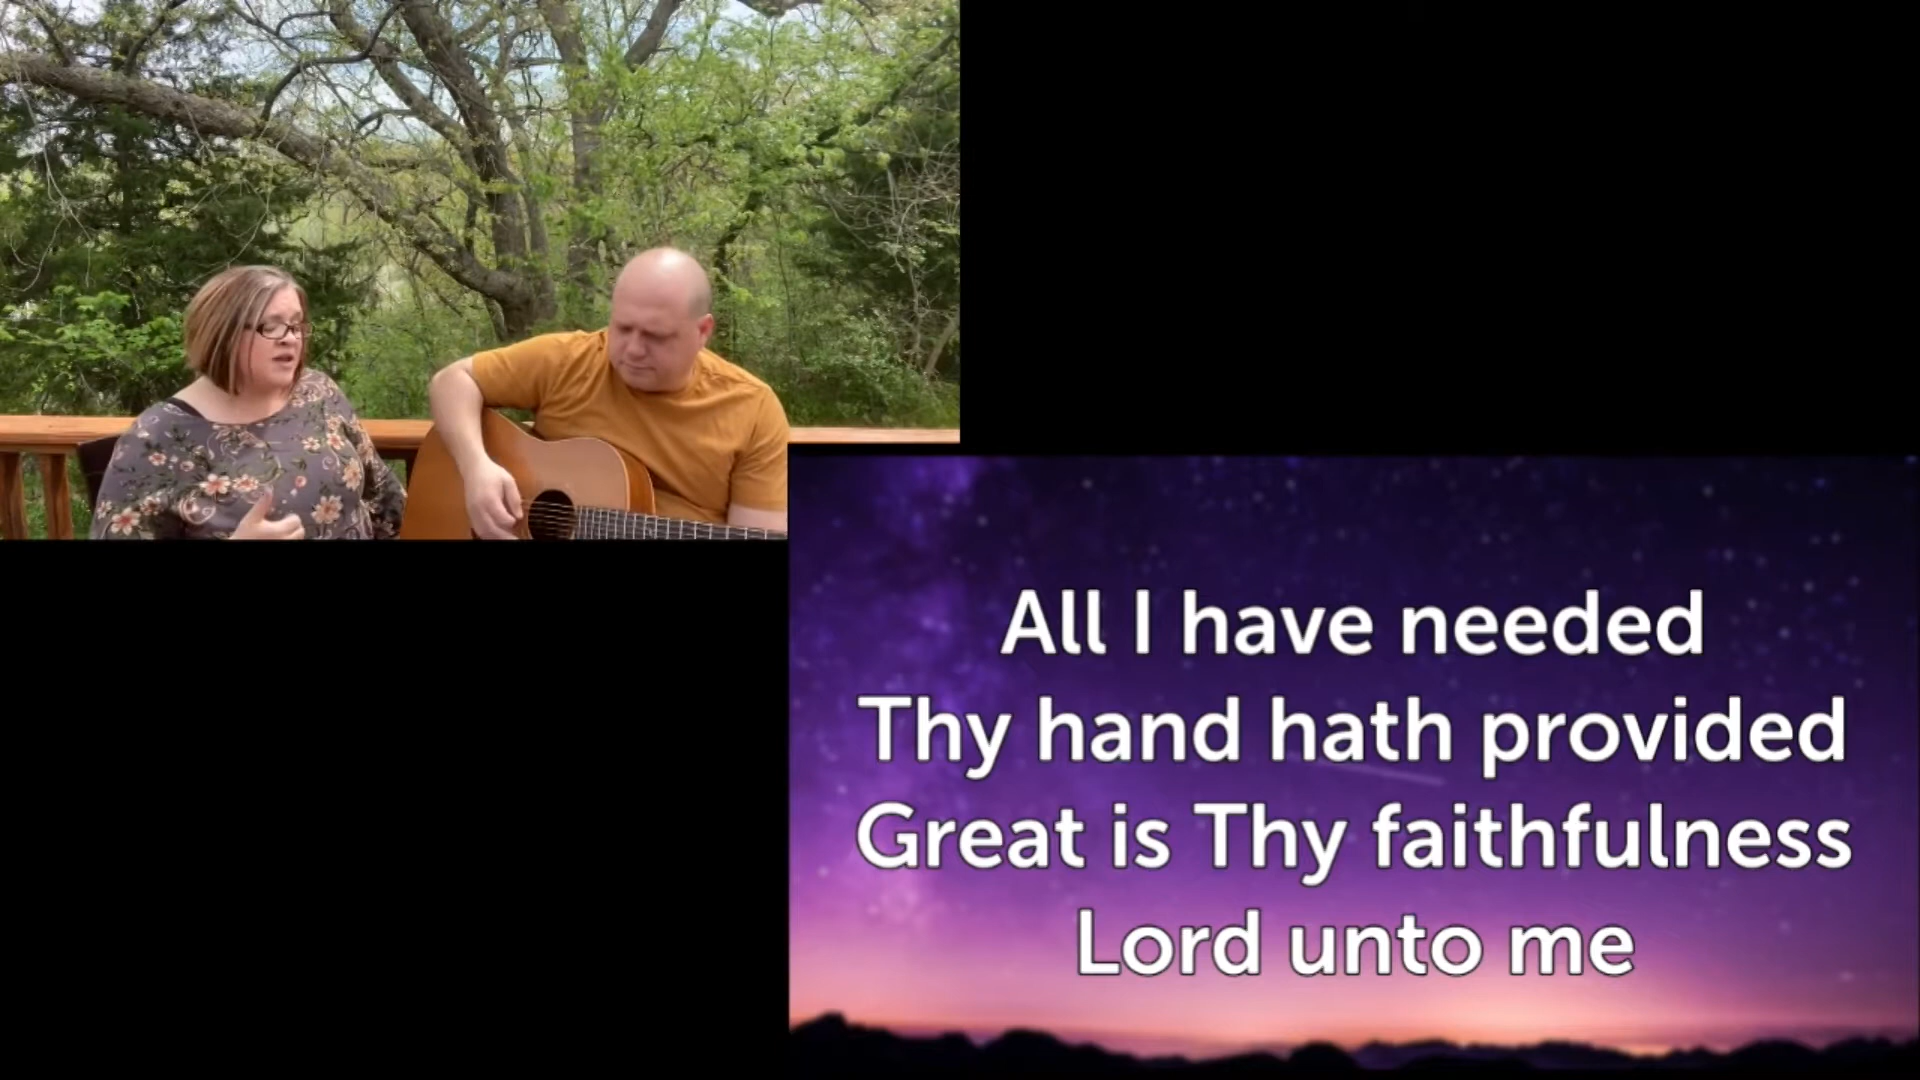 All I have needed
Thy hand hath provided
Great is Thy faithfulness
Lord unto me